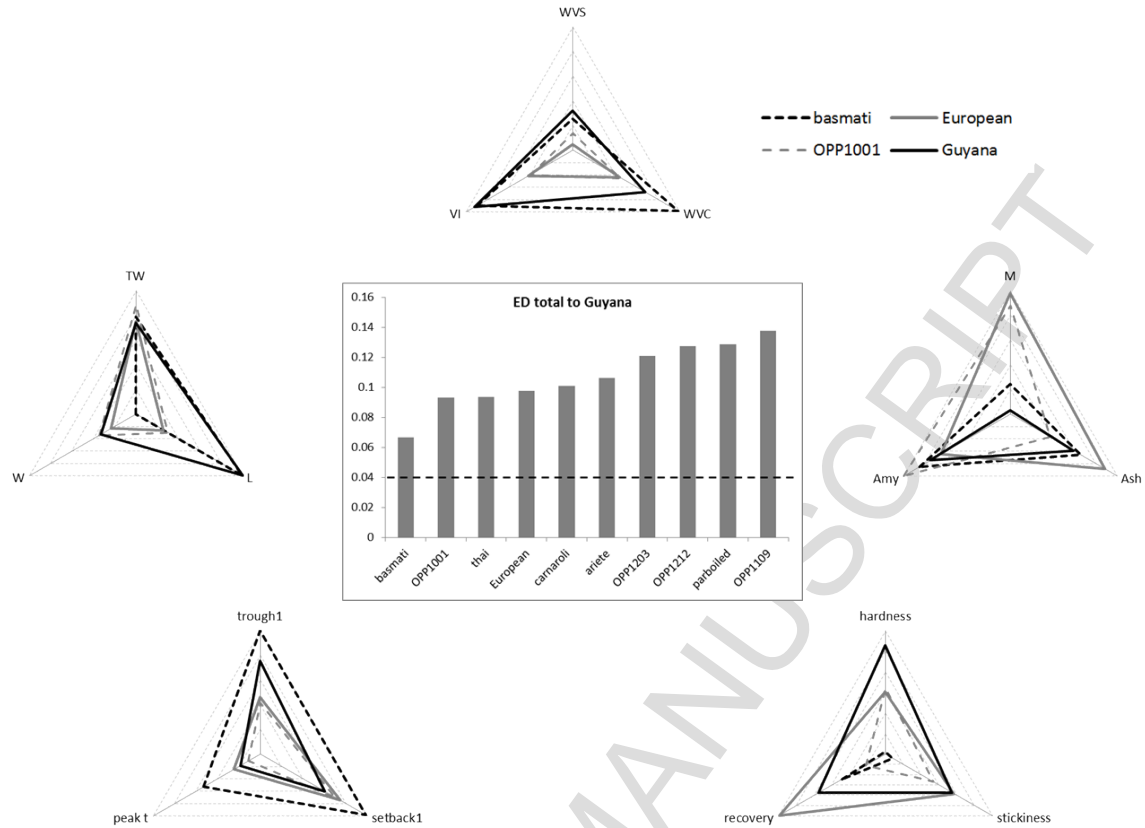 WVS
basmati European
OPP1001 Guyana
VI WVC
TW M
ED total to Guyana
0.16
0.14
0.12
0.1
0.08
0.06
0.04
0.02
0
basmati OPP1001 thai European carnaroli ariete OPP1203 OPP1212 parboiled OPP1109
W L Amy Ash
trough1 hardness
peak t setback1 recovery stickiness
MANUSCRIPT